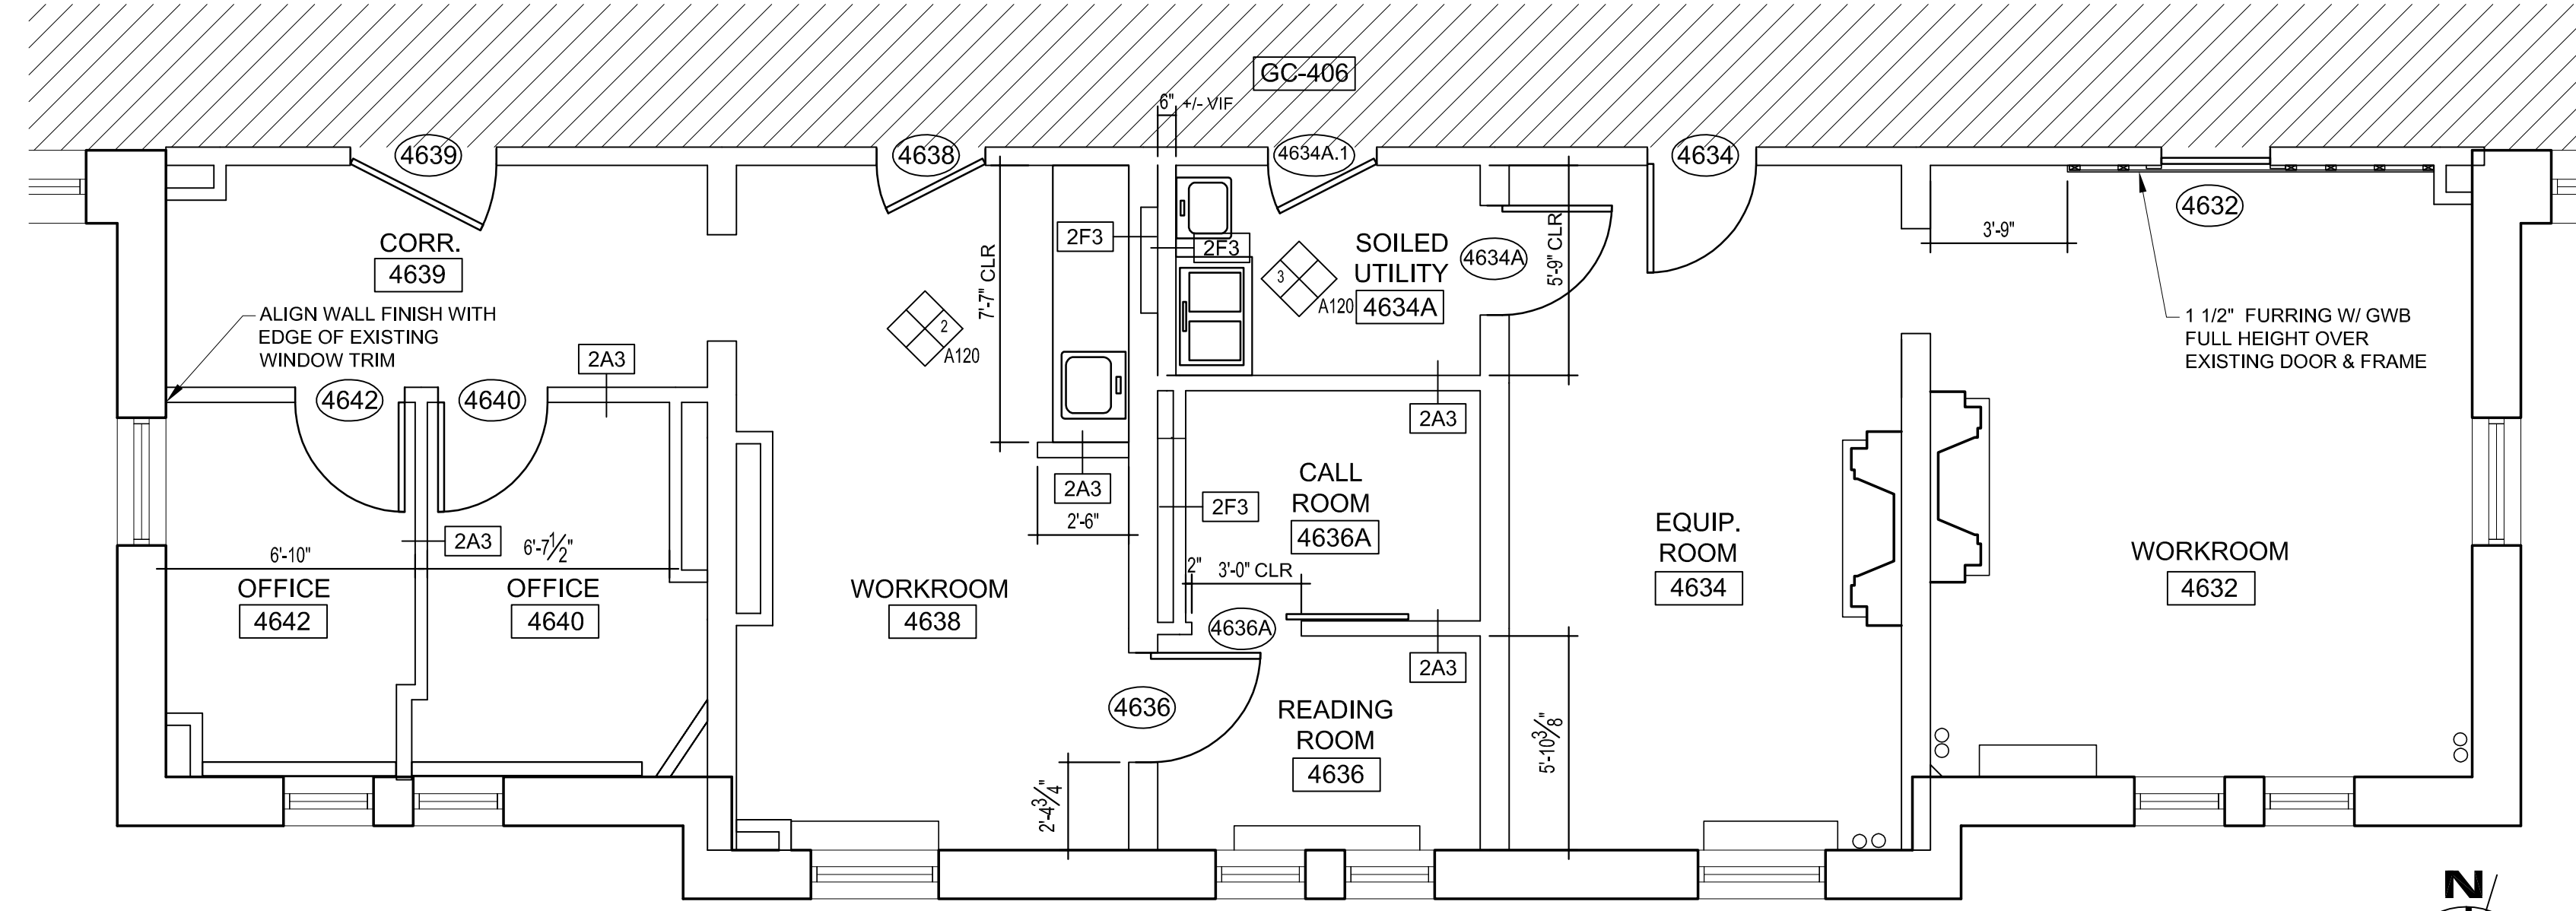 GC-406
6" +/- VIF
4639
4638
4634A.1
4634
4632
CORR.
4639
2F3
2F3
7'-7" CLR
SOILED
UTILITY
4634A
4634A
5'-9" CLR
3'-9"
3
A120
2
A120
ALIGN WALL FINISH WITH
EDGE OF EXISTING
WINDOW TRIM
1 1/2" FURRING W/ GWB
FULL HEIGHT OVER
EXISTING DOOR & FRAME
2A3
4642
4640
2A3
2A3
2'-6"
CALL
ROOM
4636A
2F3
2A3
6'-10"
6'-7 1/2"
OFFICE
4642
OFFICE
4640
WORKROOM
4638
2" 3'-0" CLR
4636A
2A3
EQUIP.
ROOM
4634
WORKROOM
4632
4636
READING
ROOM
4636
2'-4 3/4"
5'-10 3/8"
N